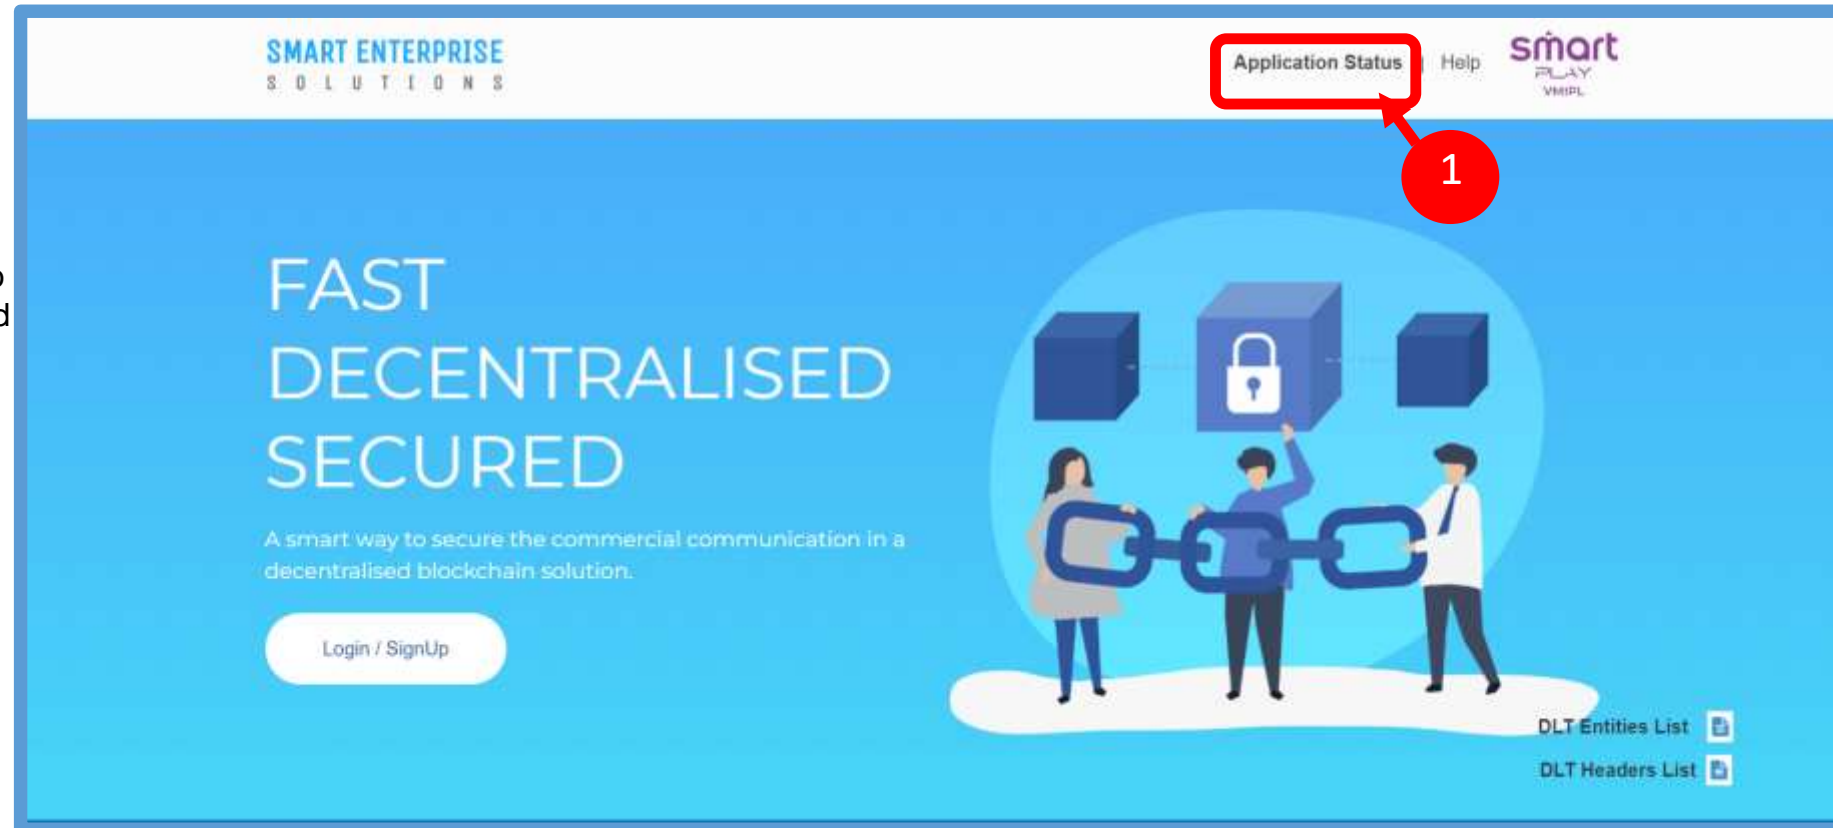 SMART ENTERPRISE
SOLUTIONS
Application Status | Help
smart
PLAY
VMIPL
1
FAST
DECENTRALISED
SECURED
A smart way to secure the commercial communication in a
decentralised blockchain solution.
Login / SignUp
DLT Entities List
DLT Headers List